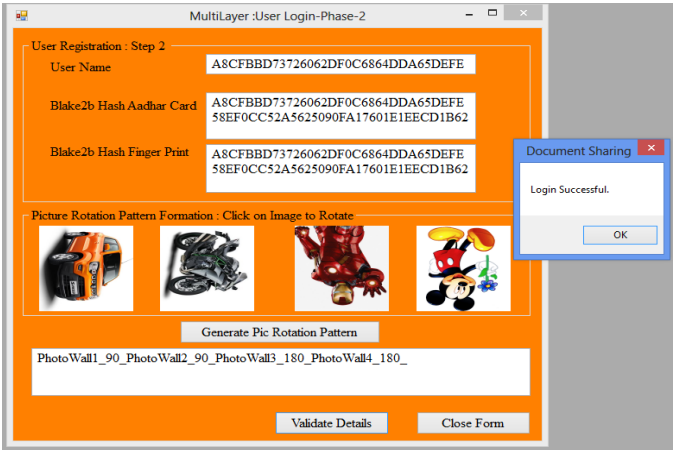 MultiLayer :User Login-Phase-2
User Registration : Step 2
User Name
A8CFBBD73726062DF0C6864DDA65DEFE
Blake2b Hash Aadhar Card
A8CFBBD73726062DF0C6864DDA65DEFE
58EF0CC52A5625090FA17601E1EECD1B62
Blake2b Hash Finger Print
A8CFBBD73726062DF0C6864DDA65DEFE
58EF0CC52A5625090FA17601E1EECD1B62
Document Sharing
Login Successful.
OK
Picture Rotation Pattern Formation : Click on Image to Rotate
Generate Pic Rotation Pattern
PhotoWall1_90_PhotoWall2_90_PhotoWall3_180_PhotoWall4_180_
Validate Details
Close Form